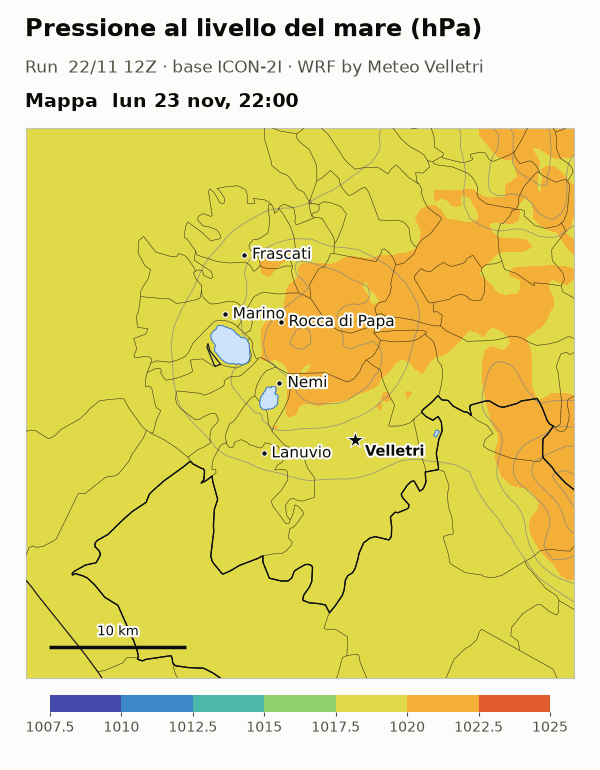 Pressione al livello del mare (hPa)
Run 22/11 12Z · base ICON-2I · WRF by Meteo Velletri
Mappa lun 23 nov, 22:00
Frascati
Marino
Rocca di Papa
Nemi
Velletri
Lanuvio
10 km
1007.5 1010 1012.5 1015 1017.5 1020 1022.5 1025